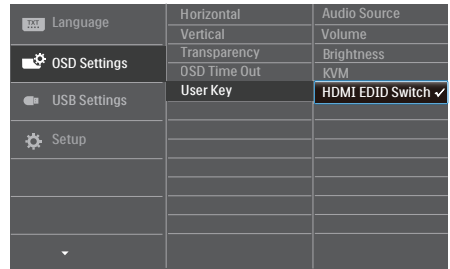 TXT
Language
OSD Settings
USB Settings
Setup
Horizontal
Vertical
Transparency
OSD Time Out
User Key
Audio Source
Volume
Brightness
KVM
HDMI EDID Switch ✓